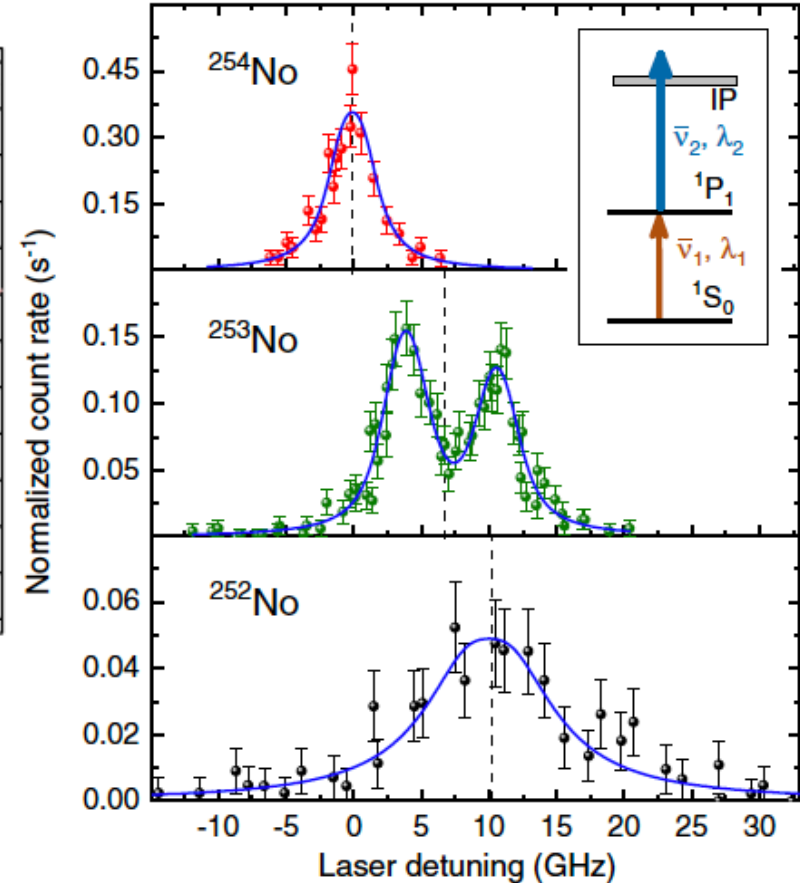 Normalized count rate (s⁻¹)
0.45
0.30
0.15
²⁵⁴No
IP
ν̅₂, λ₂
¹P₁
ν̅₁, λ₁
¹S₀
0.15
0.10
0.05
²⁵³No
0.06
0.04
0.02
0.00
²⁵²No
-10 -5 0 5 10 15 20 25 30
Laser detuning (GHz)